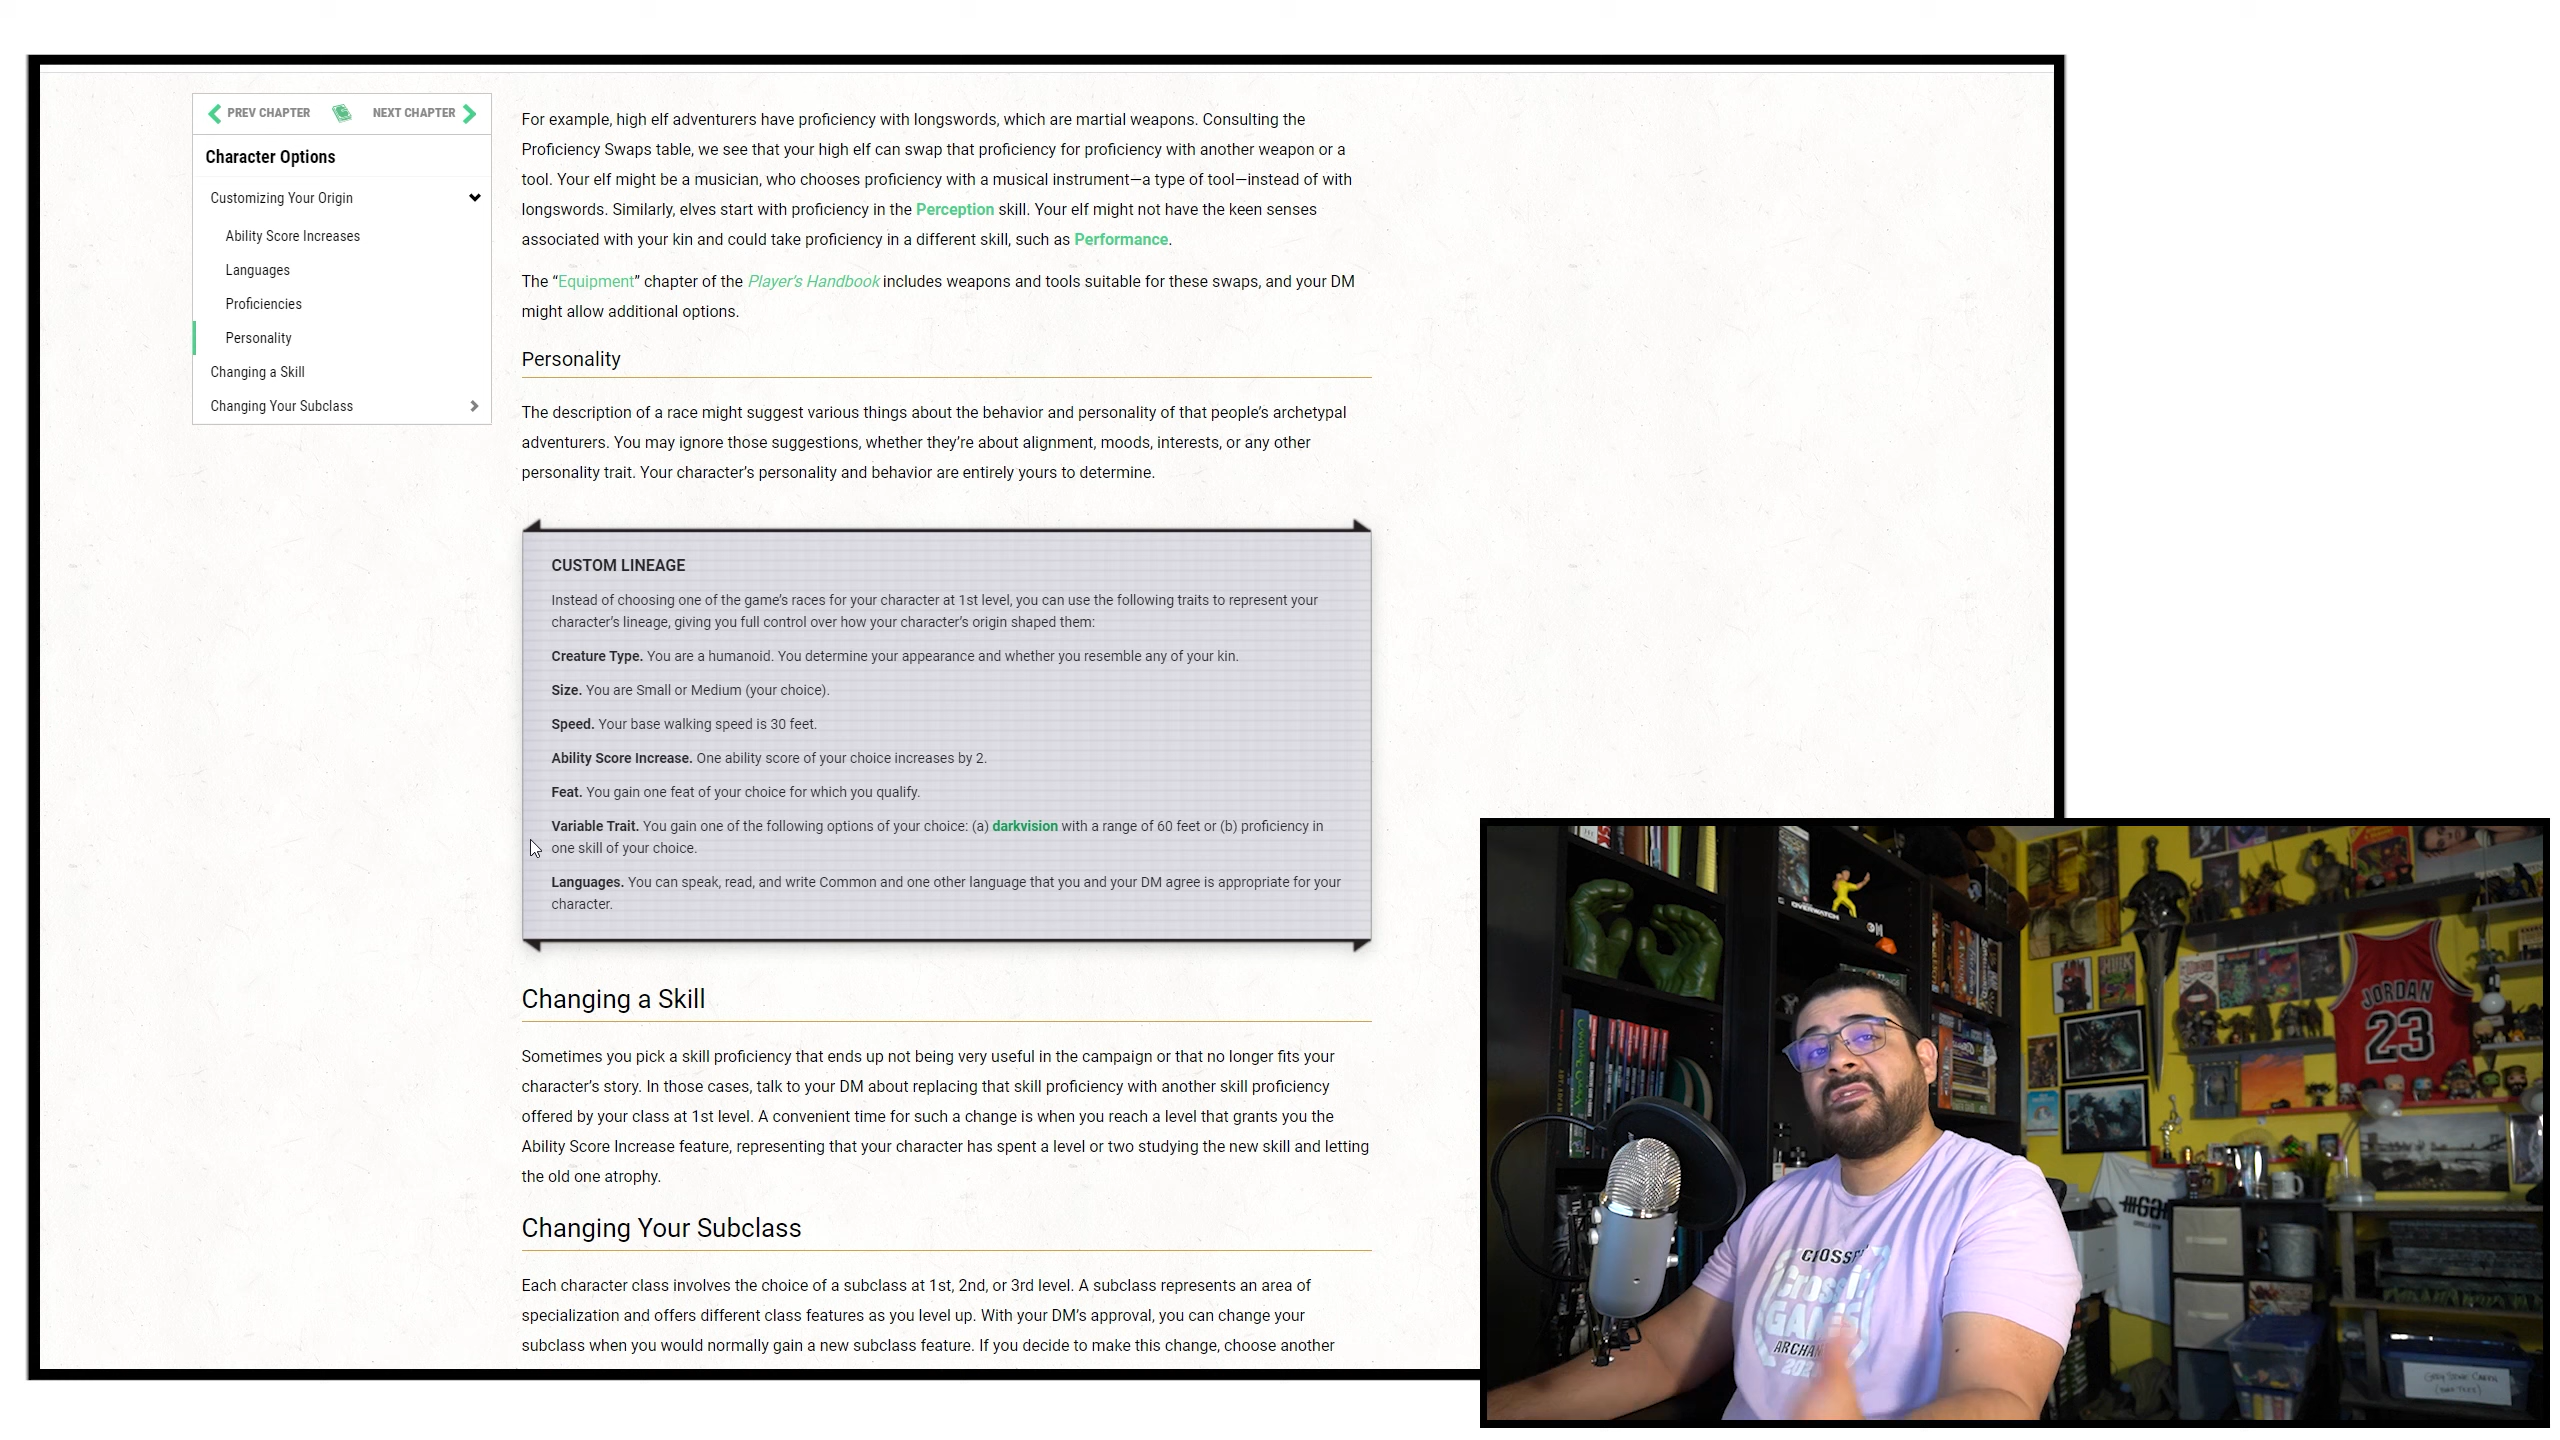 PREV CHAPTER
NEXT CHAPTER
Character Options
Customizing Your Origin
Ability Score Increases
Languages
Proficiencies
Personality
Changing a Skill
Changing Your Subclass
For example, high elf adventurers have proficiency with longswords, which are martial weapons. Consulting the
Proficiency Swaps table, we see that your high elf can swap that proficiency for proficiency with another weapon or a
tool. Your elf might be a musician, who chooses proficiency with a musical instrument—a type of tool—instead of with
longswords. Similarly, elves start with proficiency in the Perception skill. Your elf might not have the keen senses
associated with your kin and could take proficiency in a different skill, such as Performance.
The “Equipment” chapter of the Player’s Handbook includes weapons and tools suitable for these swaps, and your DM
might allow additional options.
Personality
The description of a race might suggest various things about the behavior and personality of that people’s archetypal
adventurers. You may ignore those suggestions, whether they’re about alignment, moods, interests, or any other
personality trait. Your character’s personality and behavior are entirely yours to determine.
CUSTOM LINEAGE
Instead of choosing one of the game’s races for your character at 1st level, you can use the following traits to represent your
character’s lineage, giving you full control over how your character’s origin shaped them:
Creature Type. You are a humanoid. You determine your appearance and whether you resemble any of your kin.
Size. You are Small or Medium (your choice).
Speed. Your base walking speed is 30 feet.
Ability Score Increase. One ability score of your choice increases by 2.
Feat. You gain one feat of your choice for which you qualify.
Variable Trait. You gain one of the following options of your choice: (a) darkvision with a range of 60 feet or (b) proficiency in
one skill of your choice.
Languages. You can speak, read, and write Common and one other language that you and your DM agree is appropriate for your
character.
Changing a Skill
Sometimes you pick a skill proficiency that ends up not being very useful in the campaign or that no longer fits your
character’s story. In those cases, talk to your DM about replacing that skill proficiency with another skill proficiency
offered by your class at 1st level. A convenient time for such a change is when you reach a level that grants you the
Ability Score Increase feature, representing that your character has spent a level or two studying the new skill and letting
the old one atrophy.
Changing Your Subclass
Each character class involves the choice of a subclass at 1st, 2nd, or 3rd level. A subclass represents an area of
specialization and offers different class features as you level up. With your DM’s approval, you can change your
subclass when you would normally gain a new subclass feature. If you decide to make this change, choose another
OVERWATCH
JORDAN
23
CrossFit
GAMES